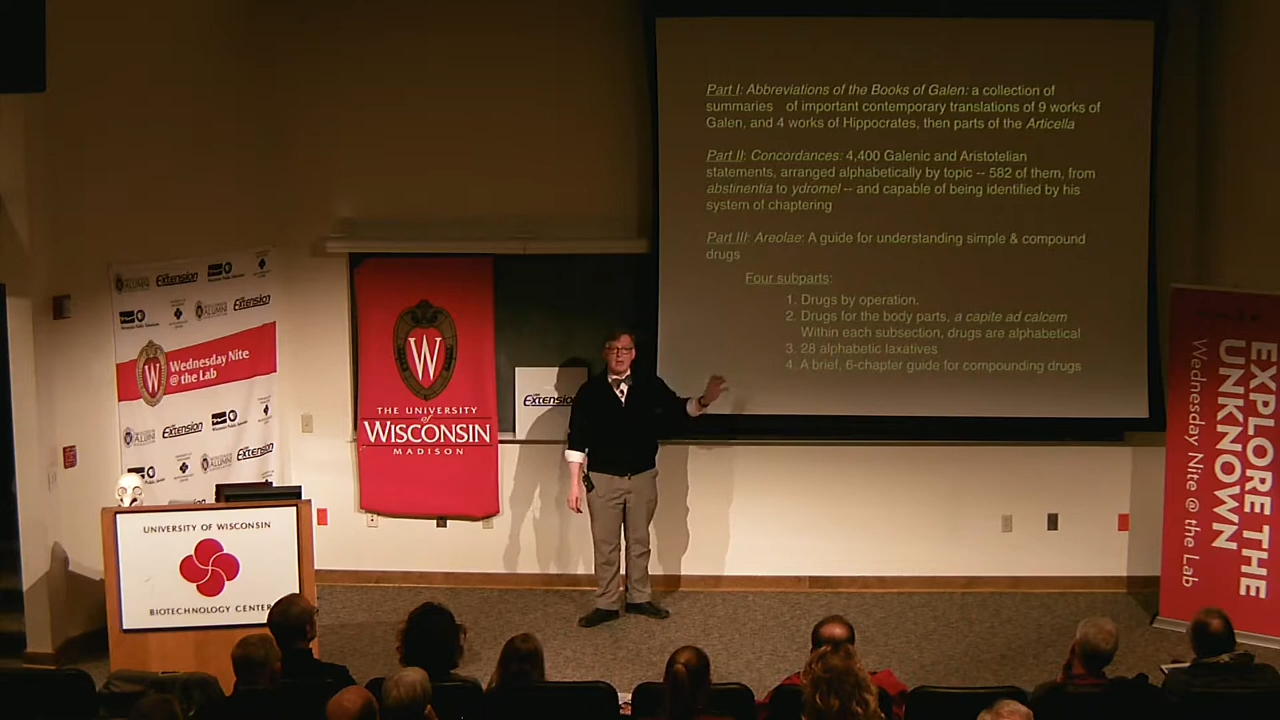 Part I: Abbreviations of the Books of Galen: a collection of
summaries of important contemporary translations of 9 works of
Galen, and 4 works of Hippocrates, then parts of the Articella
Part II: Concordances: 4,400 Galenic and Aristotelian
statements, arranged alphabetically by topic -- 582 of them, from
abstinentia to ydromel -- and capable of being identified by his
system of chaptering
Part III: Areolae: A guide for understanding simple & compound
drugs
Four subparts:
1. Drugs by operation,
2. Drugs for the body parts, a capite ad calcem
Within each subsection, drugs are alphabetical
3. 28 alphabetic laxatives
4. A brief, 6-chapter guide for compounding drugs
Extension
Extension
Wednesday Nite
@ the Lab
Extension
Extension
W
W
THE UNIVERSITY
of
WISCONSIN
MADISON
Extension
UNIVERSITY OF WISCONSIN
BIOTECHNOLOGY CENTER
EXPLORE THE
UNKNOWN
Wednesday Nite @ the Lab